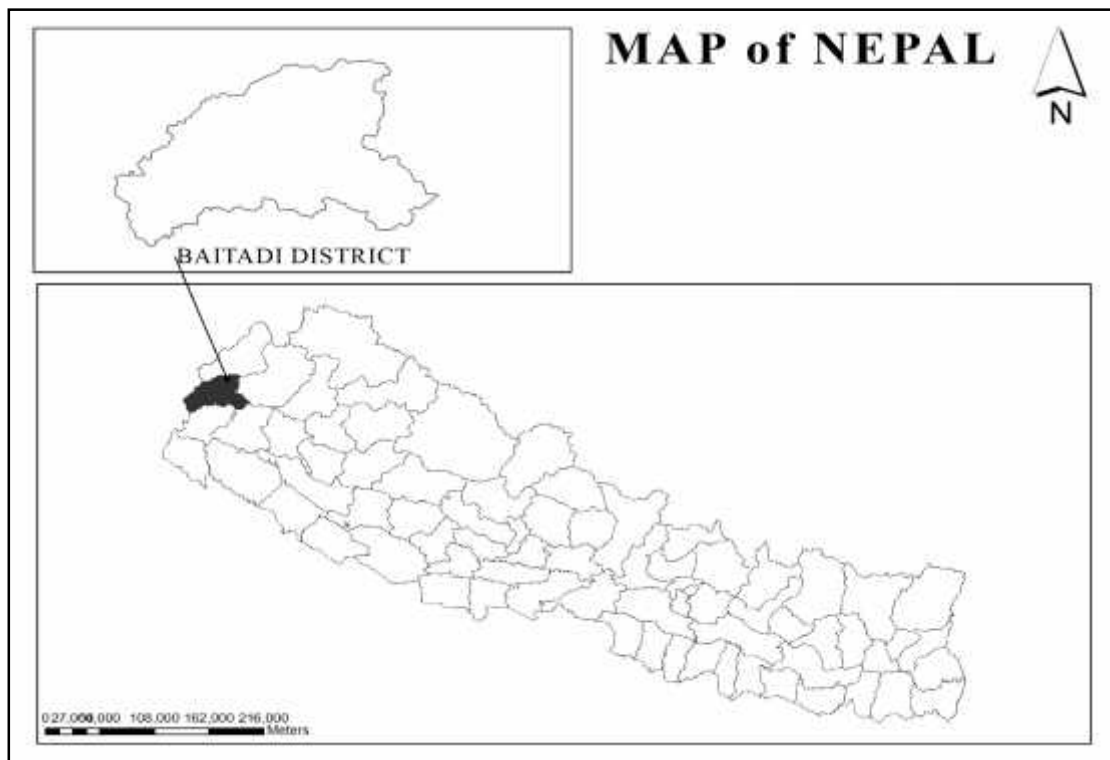 MAP of NEPAL
N
BAITADI DISTRICT
108,000 162,000 216,000
Meters